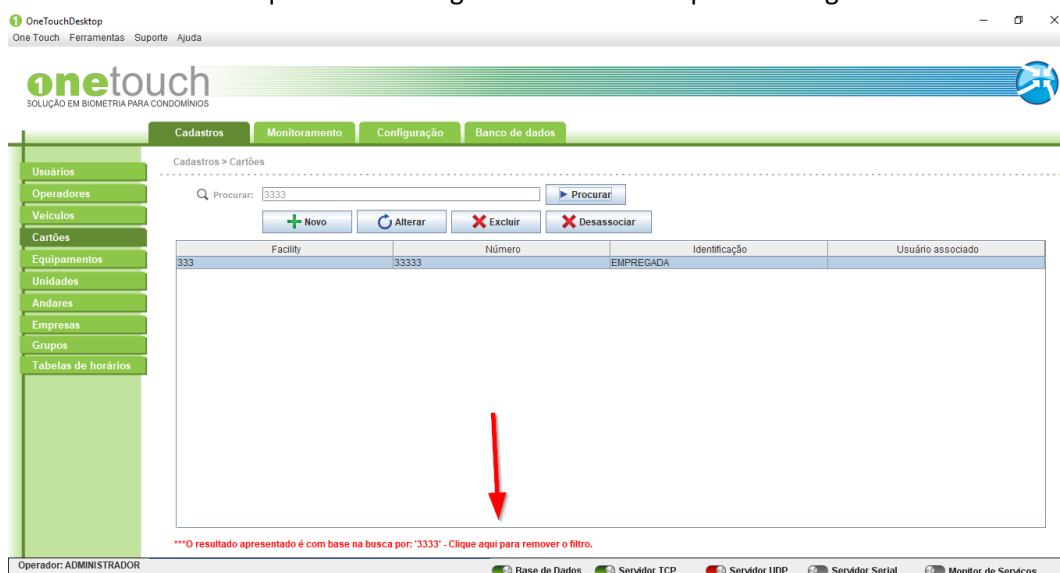 OneTouchDesktop
One Touch Ferramentas Suporte Ajuda
onetouch
SOLUÇÃO EM BIOMETRIA PARA CONDOMÍNIOS
Cadastros Monitoramento Configuração Banco de dados
Cadastros > Cartões
Usuários
Operadores
Veículos
Cartões
Equipamentos
Unidades
Andares
Empresas
Grupos
Tabelas de horários
Procurar: 3333 Procurar
Novo Alterar Excluir Desassociar
Facility Número Identificação Usuário associado
333 33333 EMPREGADA
***O resultado apresentado é com base na busca por: '3333' - Clique aqui para remover o filtro.
Operador: ADMINISTRADOR Base de Dados Servidor TCP Servidor UDP Servidor Serial Monitor de Serviços